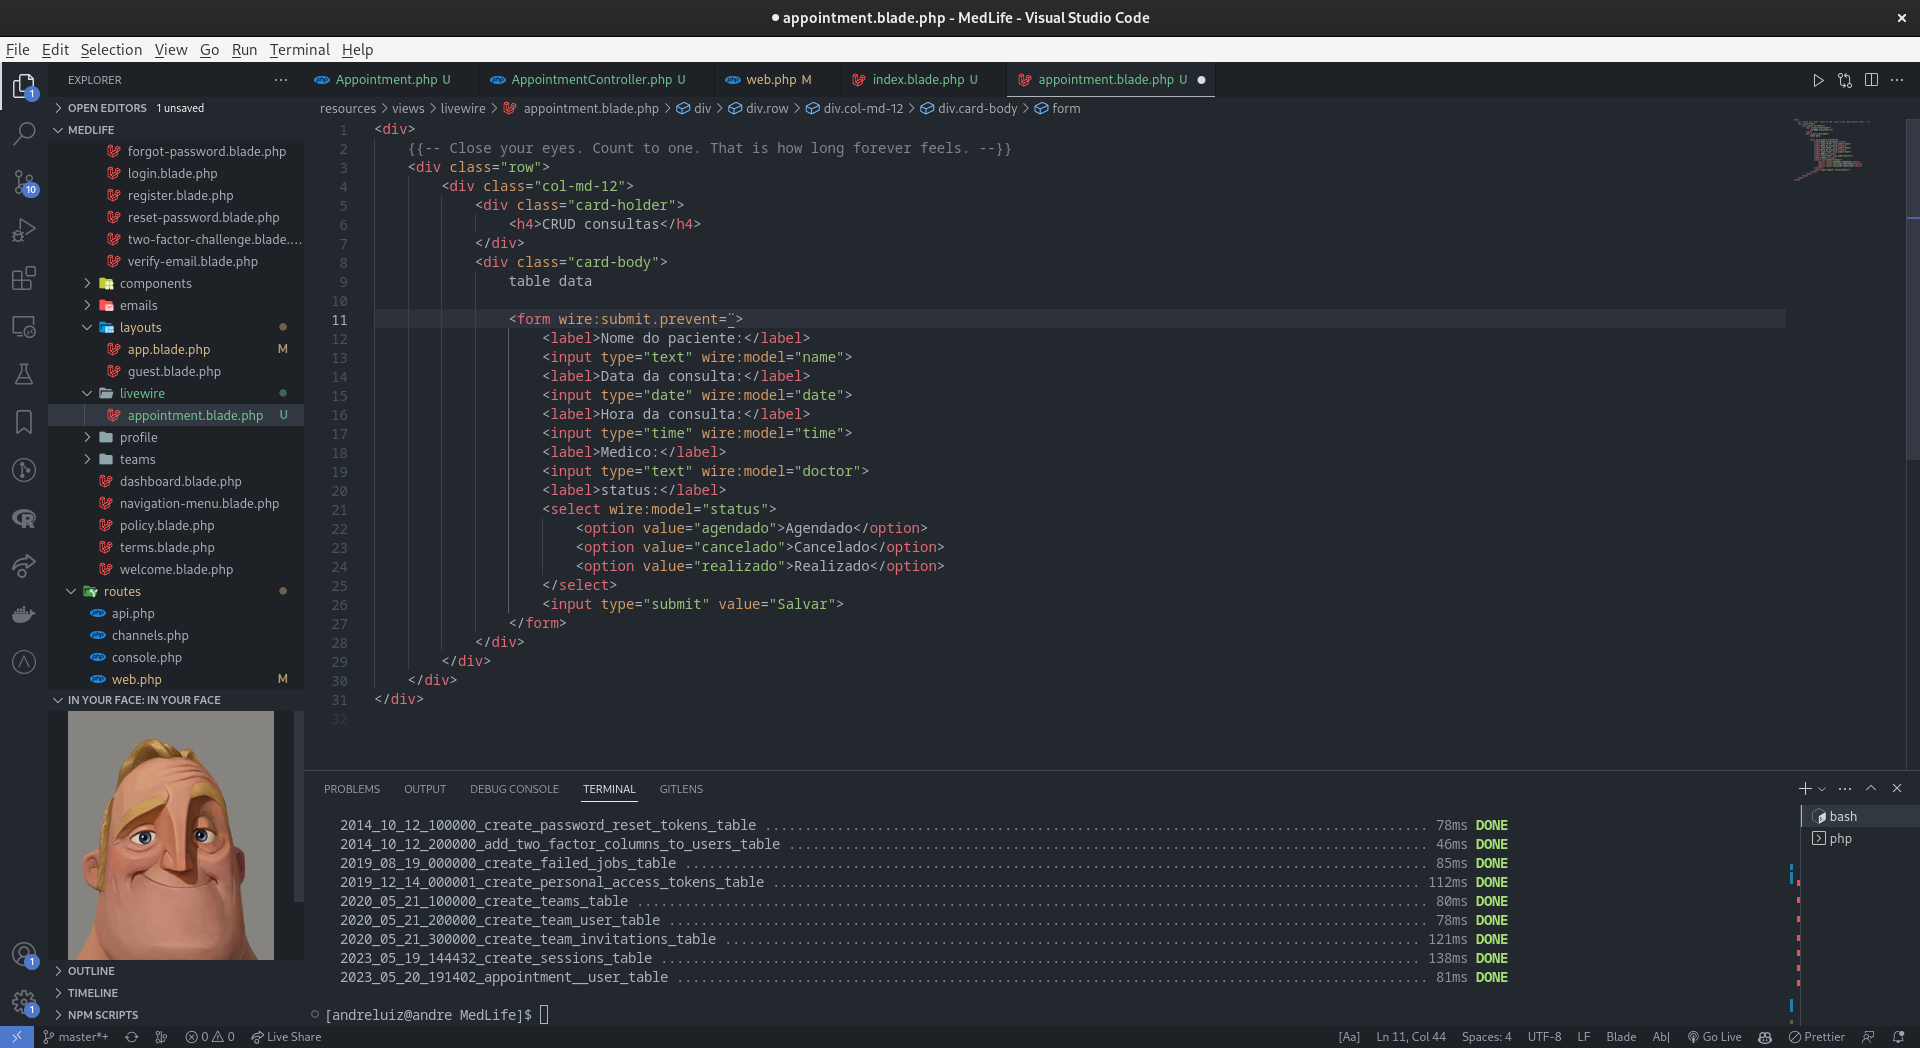 ● appointment.blade.php - MedLife - Visual Studio Code
File Edit Selection View Go Run Terminal Help
EXPLORER
Appointment.php U
AppointmentController.php U
web.php M
index.blade.php U
appointment.blade.php U
OPEN EDITORS 1 unsaved
MEDLIFE
forgot-password.blade.php
login.blade.php
register.blade.php
reset-password.blade.php
two-factor-challenge.blade....
verify-email.blade.php
components
emails
layouts
app.blade.php M
guest.blade.php
livewire
appointment.blade.php U
profile
teams
dashboard.blade.php
navigation-menu.blade.php
policy.blade.php
terms.blade.php
welcome.blade.php
routes
api.php
channels.php
console.php
web.php M
IN YOUR FACE: IN YOUR FACE
OUTLINE
TIMELINE
NPM SCRIPTS
1
10
1
1
resources > views > livewire > appointment.blade.php > div > div.row > div.col-md-12 > div.card-body > form
1 <div>
2 {{-- Close your eyes. Count to one. That is how long forever feels. --}}
3 <div class="row">
4 <div class="col-md-12">
5 <div class="card-holder">
6 <h4>CRUD consultas</h4>
7 </div>
8 <div class="card-body">
9 table data
10
11 <form wire:submit.prevent=¨>
12 <label>Nome do paciente:</label>
13 <input type="text" wire:model="name">
14 <label>Data da consulta:</label>
15 <input type="date" wire:model="date">
16 <label>Hora da consulta:</label>
17 <input type="time" wire:model="time">
18 <label>Medico:</label>
19 <input type="text" wire:model="doctor">
20 <label>status:</label>
21 <select wire:model="status">
22 <option value="agendado">Agendado</option>
23 <option value="cancelado">Cancelado</option>
24 <option value="realizado">Realizado</option>
25 </select>
26 <input type="submit" value="Salvar">
27 </form>
28 </div>
29 </div>
30 </div>
31 </div>
32
PROBLEMS OUTPUT DEBUG CONSOLE TERMINAL GITLENS
2014_10_12_100000_create_password_reset_tokens_table 78ms DONE
2014_10_12_200000_add_two_factor_columns_to_users_table 46ms DONE
2019_08_19_000000_create_failed_jobs_table 85ms DONE
2019_12_14_000001_create_personal_access_tokens_table 112ms DONE
2020_05_21_100000_create_teams_table 80ms DONE
2020_05_21_200000_create_team_user_table 78ms DONE
2020_05_21_300000_create_team_invitations_table 121ms DONE
2023_05_19_144432_create_sessions_table 138ms DONE
2023_05_20_191402_appointment__user_table 81ms DONE
[andreluiz@andre MedLife]$
bash
php
master*+ 0 0 Live Share [Aa] Ln 11, Col 44 Spaces: 4 UTF-8 LF Blade Ab| Go Live Prettier